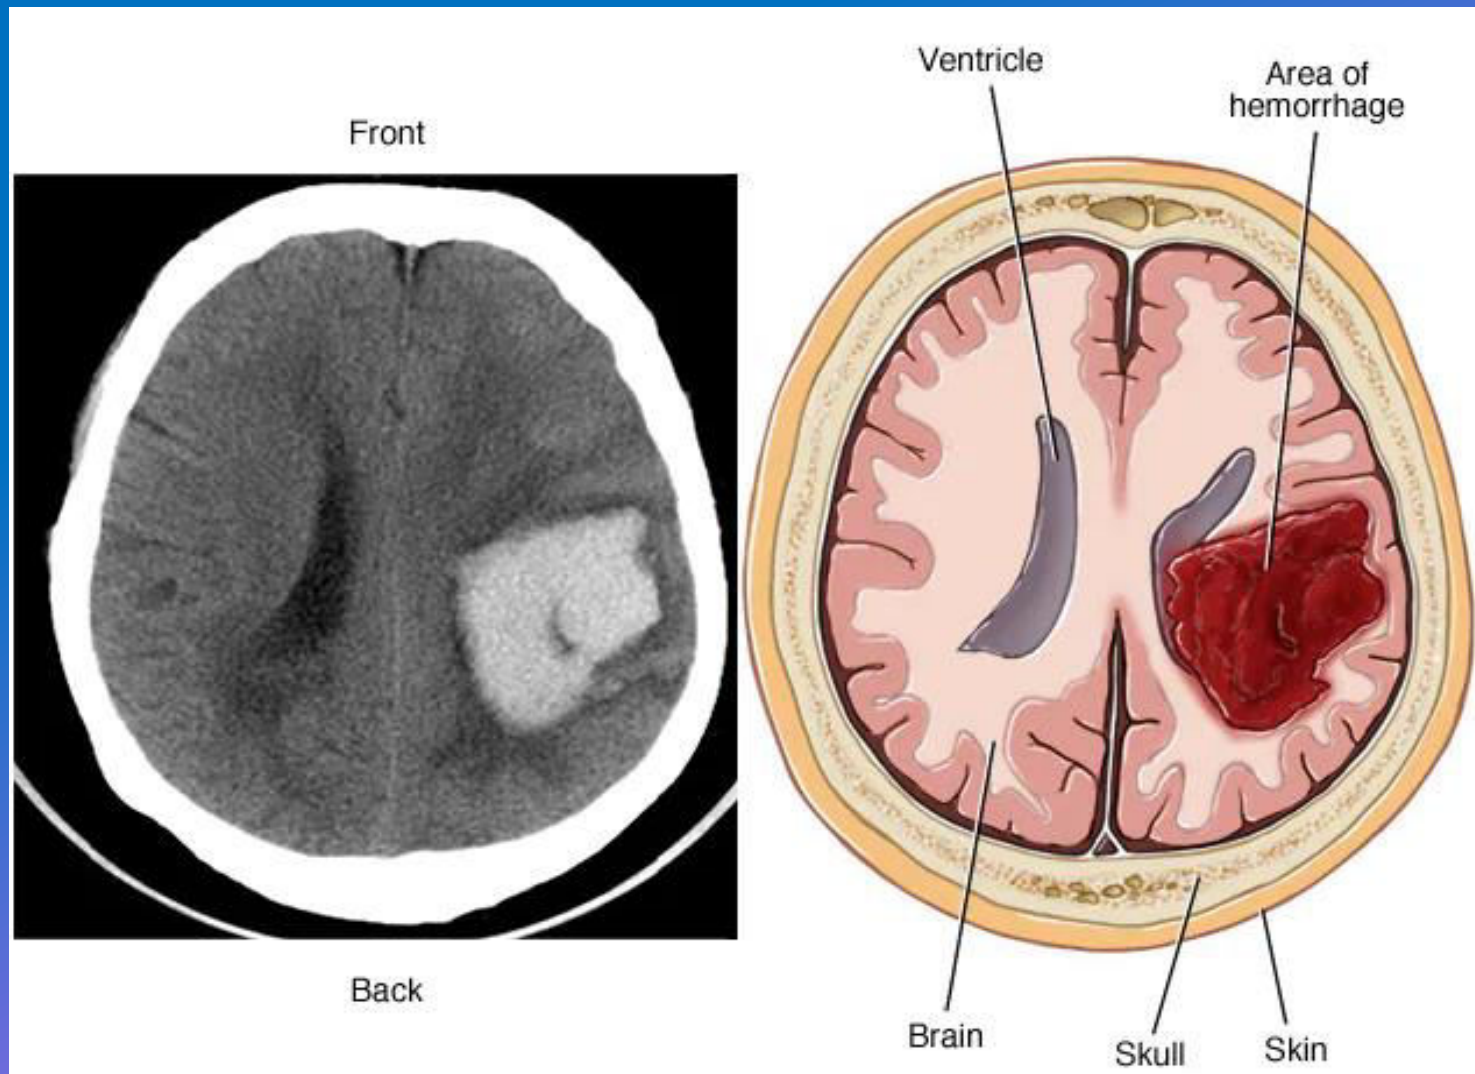 Front
Back
Ventricle
Area of
hemorrhage
Brain
Skull
Skin